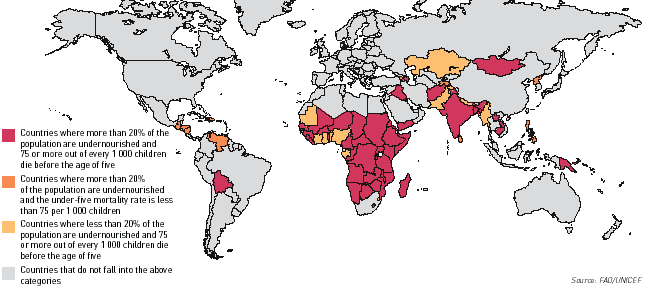 Countries where more than 20% of the
population are undernourished and
75 or more out of every 1 000 children
die before the age of five
Countries where more than 20%
of the population are undernourished
and the under-five mortality rate is less
than 75 per 1 000 children
Countries where less than 20% of the
population are undernourished and 75
or more out of every 1 000 children die
before the age of five
Countries that do not fall into the above
categories
Source: FAO/UNICEF